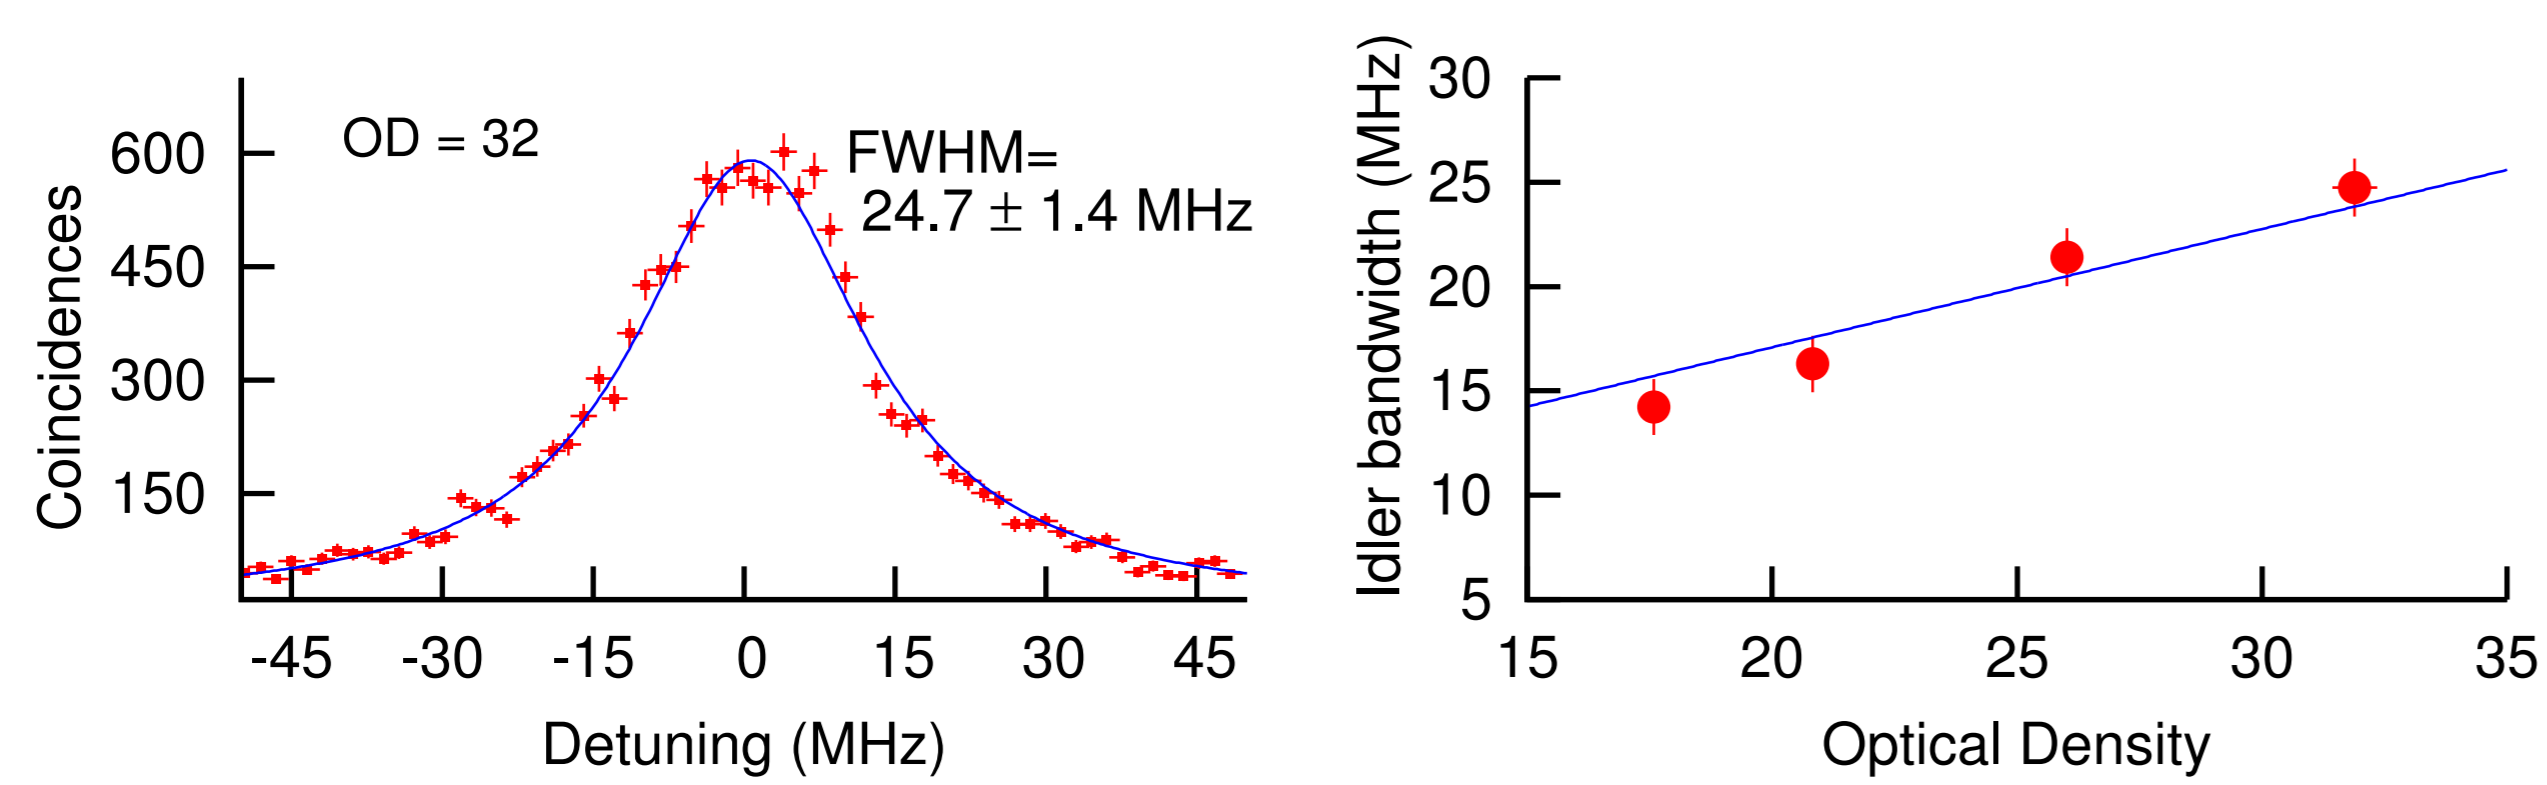 OD = 32
FWHM=
24.7 ± 1.4 MHz
Coincidences
600
450
300
150
-45 -30 -15 0 15 30 45
Detuning (MHz)
Idler bandwidth (MHz)
30
25
20
15
10
5
15 20 25 30 35
Optical Density